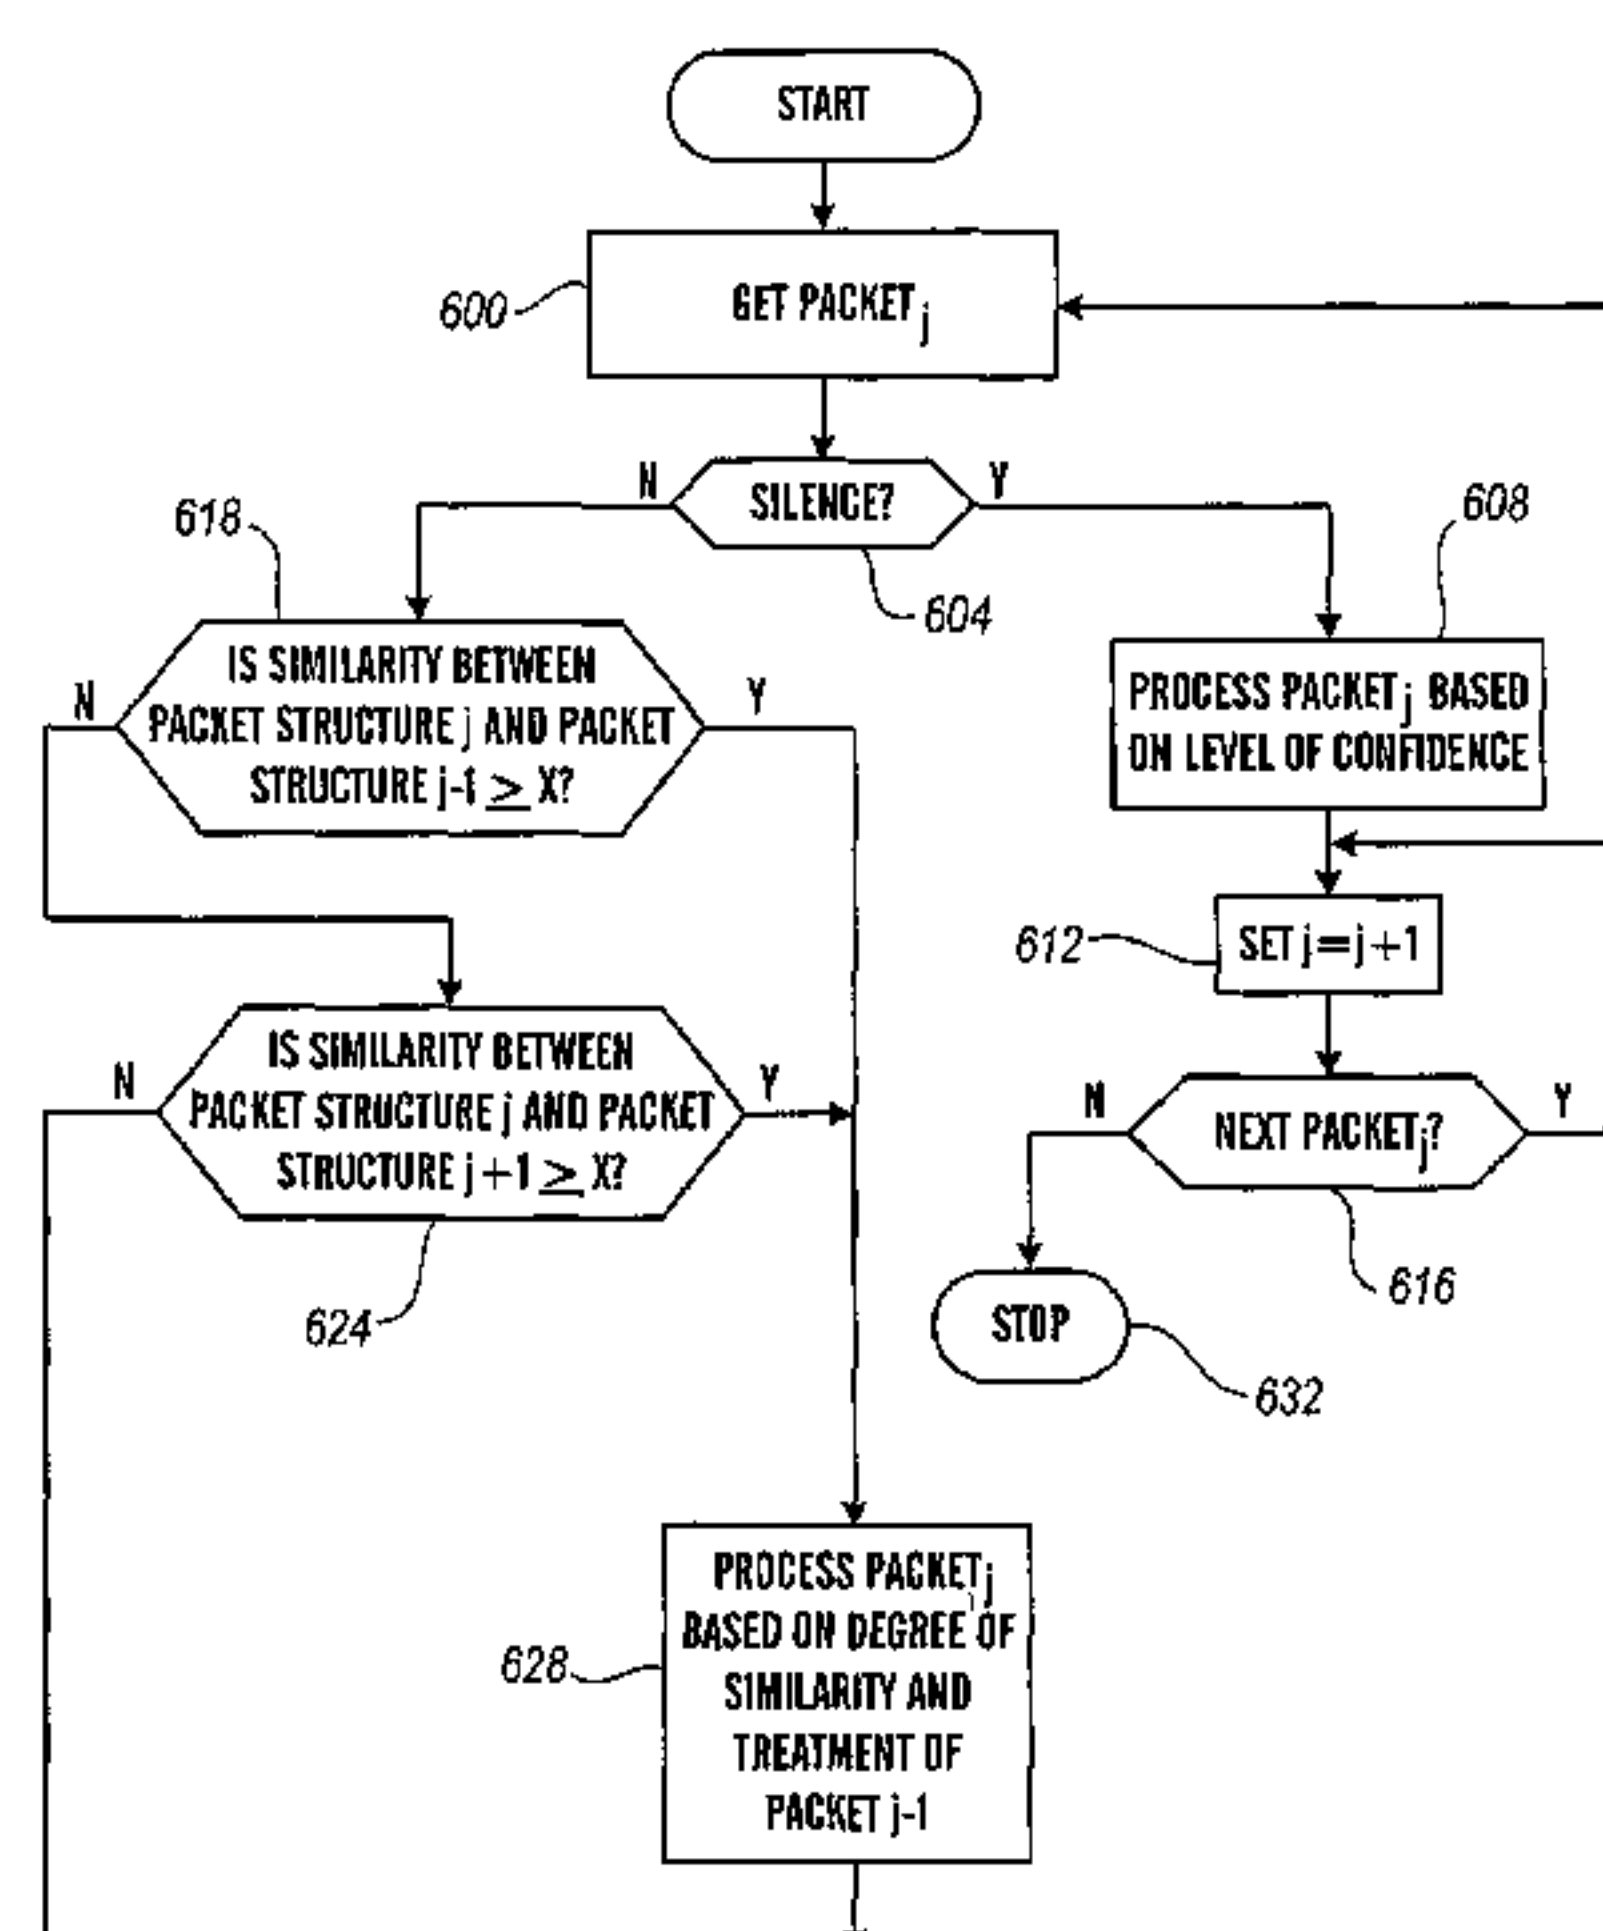 START
600
GET PACKET j
N
SILENCE?
Y
604
618
608
IS SIMILARITY BETWEEN
PACKET STRUCTURE j AND PACKET
STRUCTURE j-1 ≥ X?
N
Y
PROCESS PACKET j BASED
ON LEVEL OF CONFIDENCE
612
SET j=j+1
IS SIMILARITY BETWEEN
PACKET STRUCTURE j AND PACKET
STRUCTURE j+1 ≥ X?
N
Y
624
N
NEXT PACKET j?
Y
616
STOP
632
628
PROCESS PACKET j
BASED ON DEGREE OF
SIMILARITY AND
TREATMENT OF
PACKET j-1